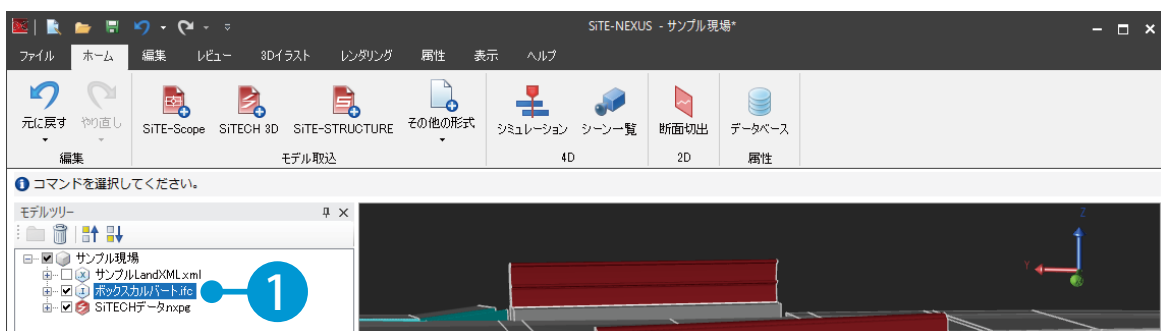 SiTE-NEXUS - サンプル現場*
ファイル ホーム 編集 レビュー 3Dイラスト レンダリング 属性 表示 ヘルプ
元に戻す やり直し SiTE-Scope SiTECH 3D SiTE-STRUCTURE その他の形式 シミュレーション シーン一覧 断面切出 データベース
編集 モデル取込 4D 2D 属性
コマンドを選択してください。
モデルツリー
サンプル現場
サンプルLandXML.xml
ボックスカルバート.ifc
1
SiTECHデータ.nxpg
Z
Y